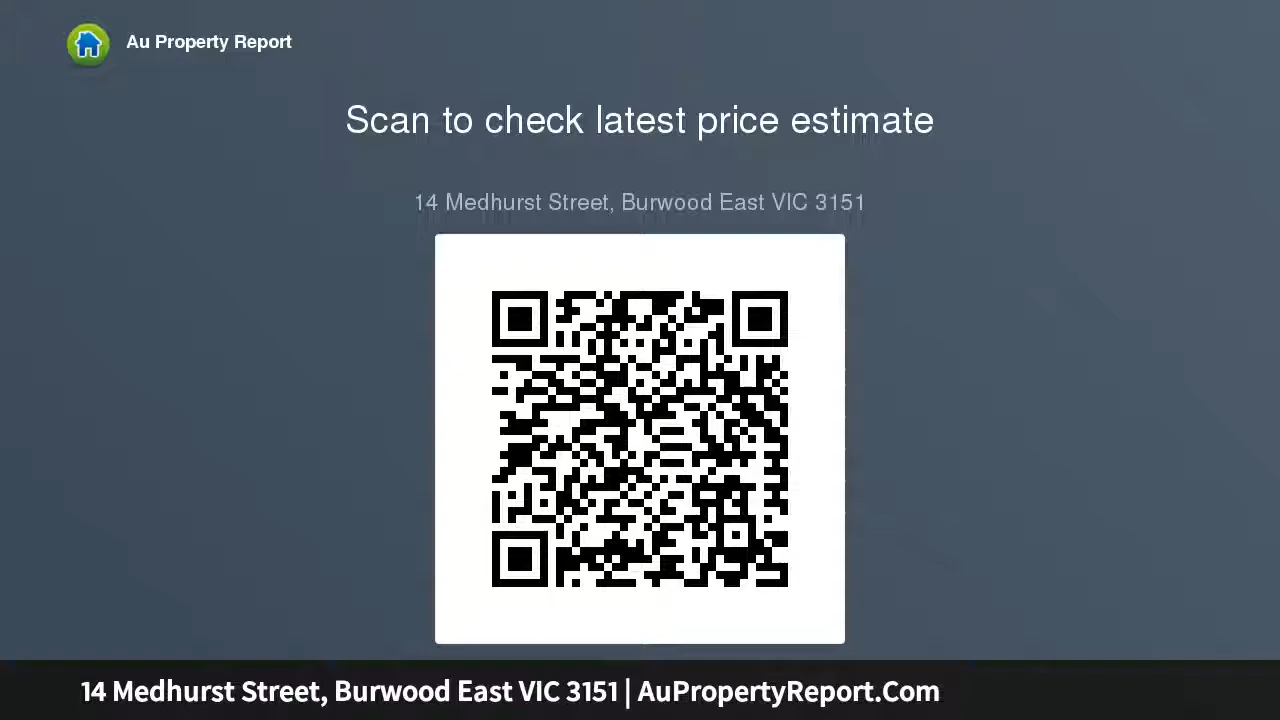 Au Property Report
Scan to check latest price estimate
14 Medhurst Street, Burwood East VIC 3151
14 Medhurst Street, Burwood East VIC 3151 | AuPropertyReport.Com